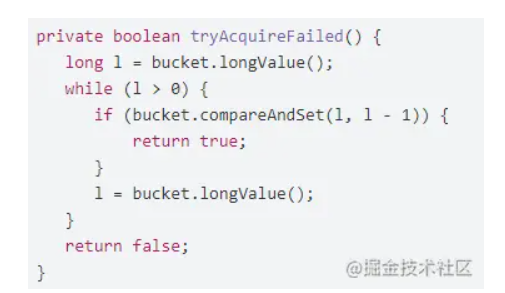 private boolean tryAcquireFailed() {
    long l = bucket.longValue();
    while (l > 0) {
        if (bucket.compareAndSet(l, l - 1)) {
            return true;
        }
        l = bucket.longValue();
    }
    return false;
}
@掘金技术社区